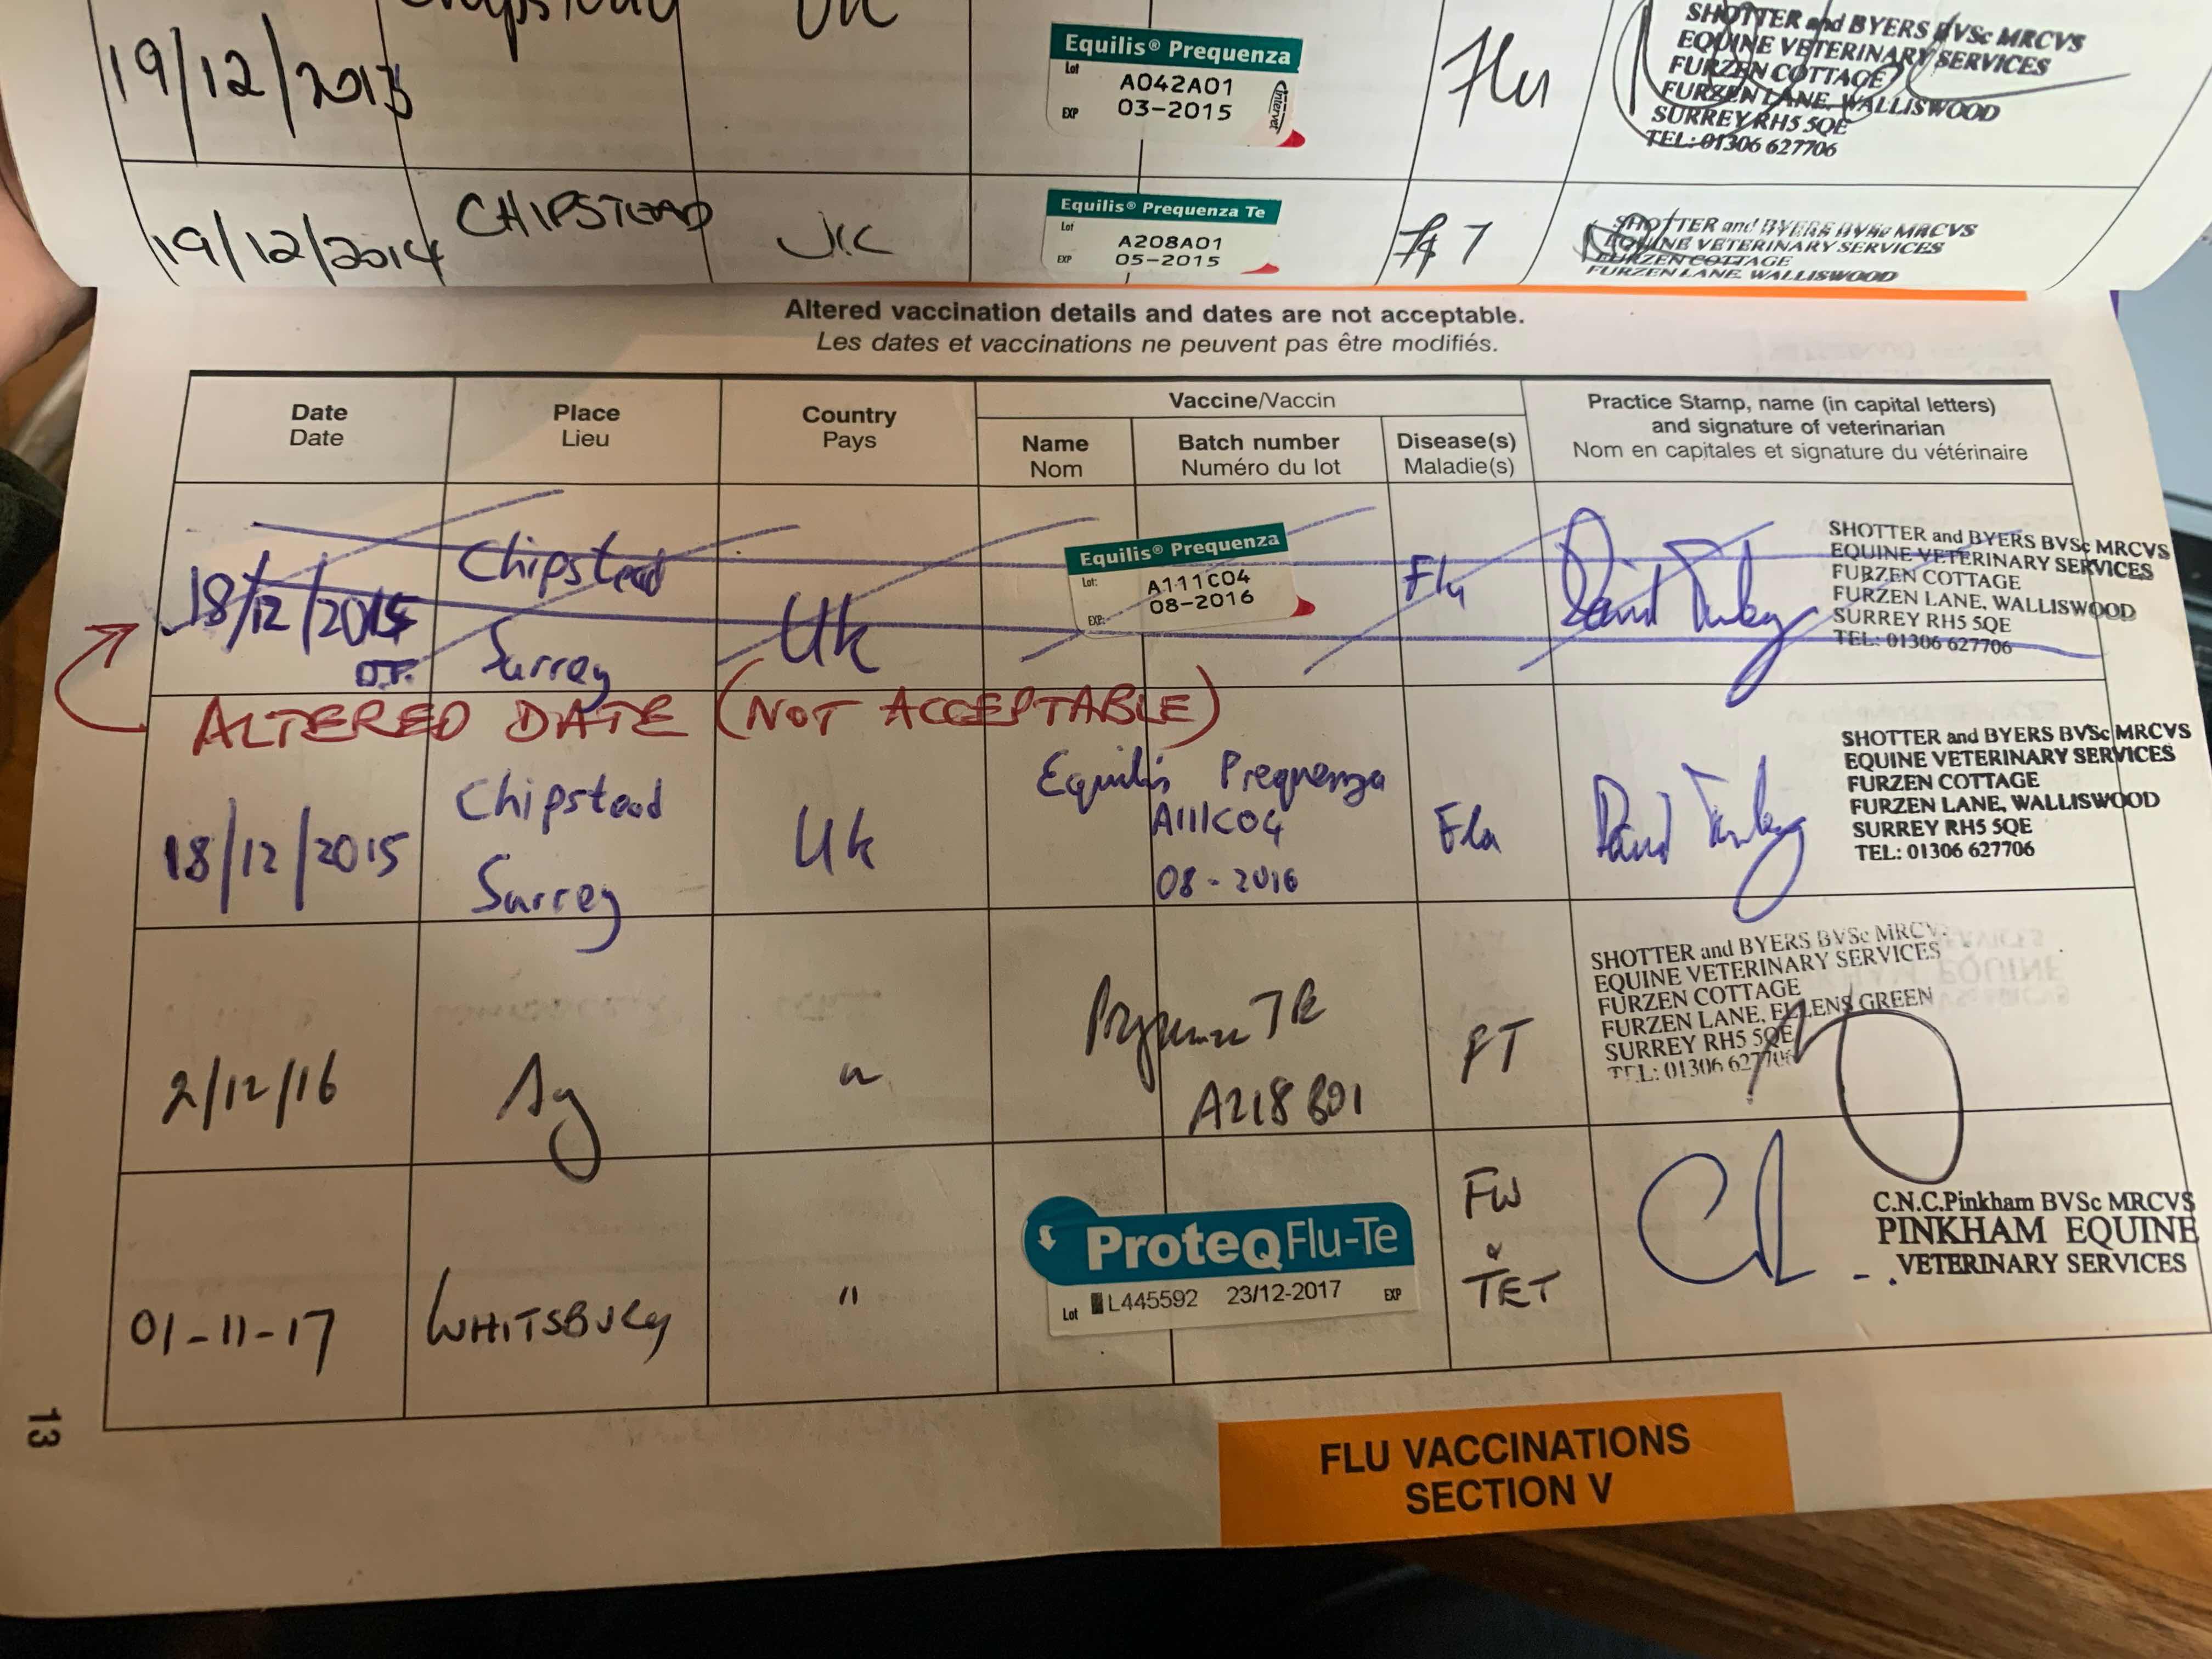 UK
19/12/2013
Equilis® Prequenza
Lot
A042A01
EXP
03-2015
Intervet
Flu
SHOTTER and BYERS BVSc MRCVS
EQUINE VETERINARY SERVICES
FURZEN COTTAGE
FURZEN LANE, WALLISWOOD
SURREY RH5 5QE
TEL: 01306 627706
19/12/2014
CHIPSTEAD
UK
Equilis® Prequenza Te
Lot
A208A01
EXP
05-2015
SHOTTER and BYERS BVSc MRCVS
EQUINE VETERINARY SERVICES
FURZEN COTTAGE
FURZEN LANE, WALLISWOOD
Altered vaccination details and dates are not acceptable.
Les dates et vaccinations ne peuvent pas être modifiés.
Date
Date
Place
Lieu
Country
Pays
Vaccine/Vaccin
Name
Nom
Batch number
Numéro du lot
Disease(s)
Maladie(s)
Practice Stamp, name (in capital letters)
and signature of veterinarian
Nom en capitales et signature du vétérinaire
18/12/2015
D.T.
Chipstead
Surrey
Uk
Equilis® Prequenza
Lot:
A111C04
EXP:
08-2016
Flu
SHOTTER and BYERS BVSc MRCVS
EQUINE VETERINARY SERVICES
FURZEN COTTAGE
FURZEN LANE, WALLISWOOD
SURREY RH5 5QE
TEL: 01306 627706
ALTERED DATE (NOT ACCEPTABLE)
18/12/2015
Chipstead
Surrey
Uk
Equilis Prequenza
A111C04
08-2016
Flu
SHOTTER and BYERS BVSc MRCVS
EQUINE VETERINARY SERVICES
FURZEN COTTAGE
FURZEN LANE, WALLISWOOD
SURREY RH5 5QE
TEL: 01306 627706
2/12/16
A218B01
FT
SHOTTER and BYERS BVSc MRCV
EQUINE VETERINARY SERVICES
FURZEN COTTAGE
FURZEN LANE, ELLENS GREEN
SURREY RH5 5QE
TEL: 01306 627706
01-11-17
WHITSBURY
"
ProteqFlu-Te
Lot L445592 23/12-2017 EXP
TET
C.N.C.Pinkham BVSc MRCVS
PINKHAM EQUINE
VETERINARY SERVICES
13
FLU VACCINATIONS
SECTION V